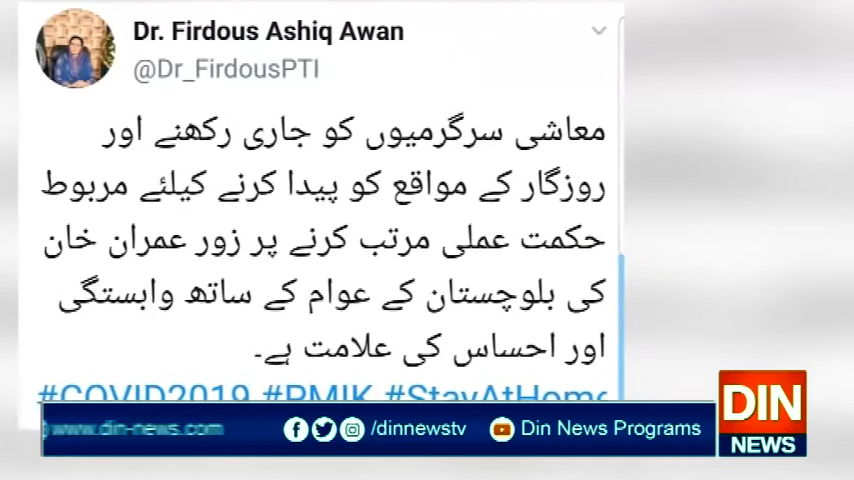 Dr. Firdous Ashiq Awan
@Dr_FirdousPTI
معاشی سرگرمیوں کو جاری رکھنے اور
روزگار کے مواقع کو پیدا کرنے کیلئے مربوط
حکمت عملی مرتب کرنے پر زور عمران خان
کی بلوچستان کے عوام کے ساتھ وابستگی
اور احساس کی علامت ہے۔
#COVID2019 #PMIK #StayAtHome
www.din-news.com /dinnewstv Din News Programs
DIN
NEWS